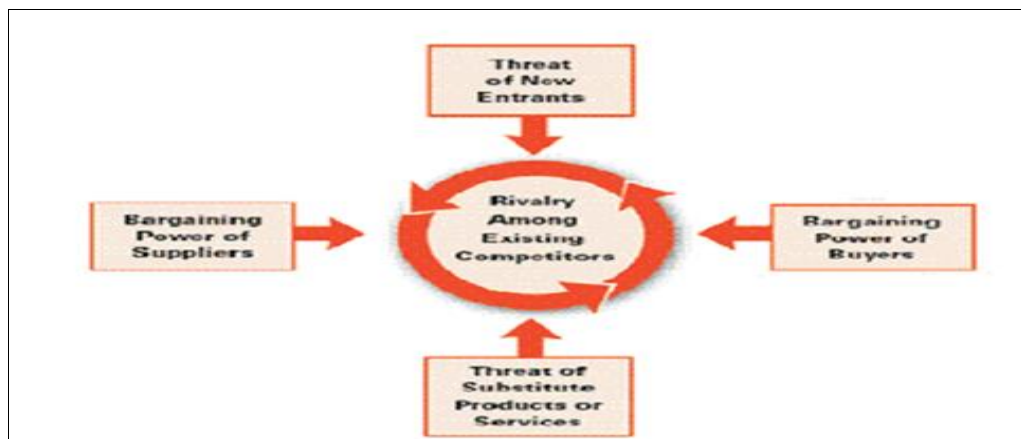 Threat
of New
Entrants
Bargaining
Power of
Suppliers
Rivalry
Among
Existing
Competitors
Bargaining
Power of
Buyers
Threat of
Substitute
Products or
Services